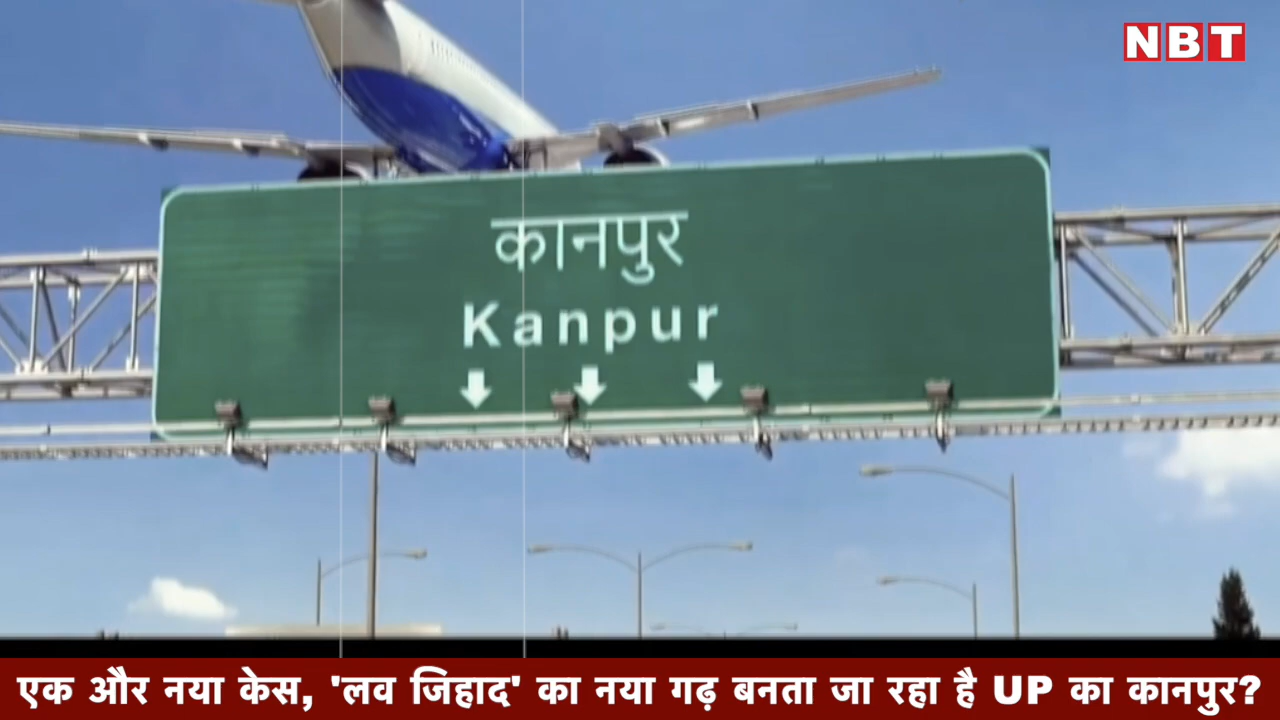 NBT
कानपुर
Kanpur
एक और नया केस, 'लव जिहाद' का नया गढ़ बनता जा रहा है UP का कानपुर?